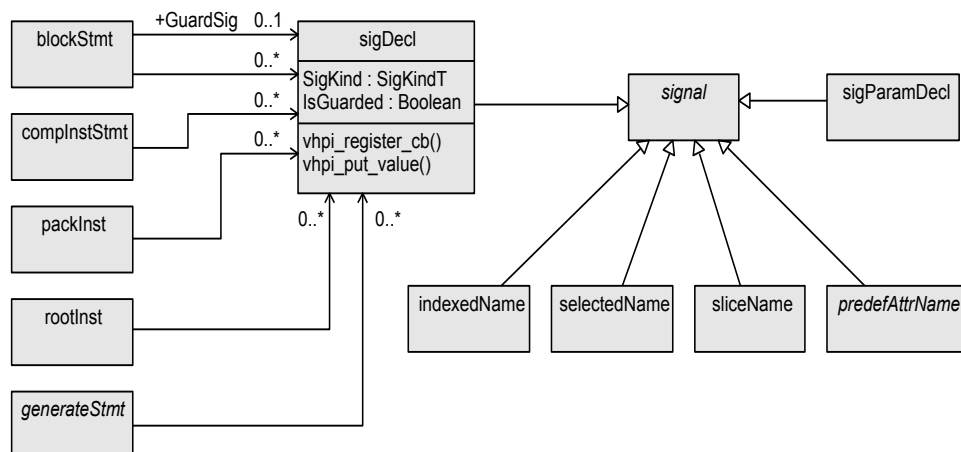 +GuardSig 0..1
blockStmt
sigDecl
0..*
SigKind : SigKindT
IsGuarded : Boolean
signal
sigParamDecl
0..*
compInstStmt
0..*
vhpi_register_cb()
vhpi_put_value()
packInst
0..* 0..*
indexedName selectedName sliceName predefAttrName
rootInst
generateStmt